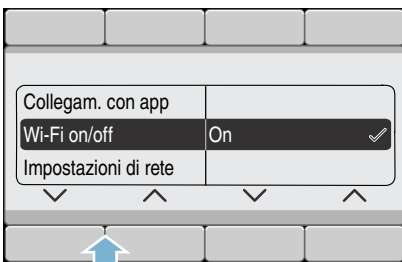 Collegam. con app
Wi-Fi on/off On
Impostazioni di rete